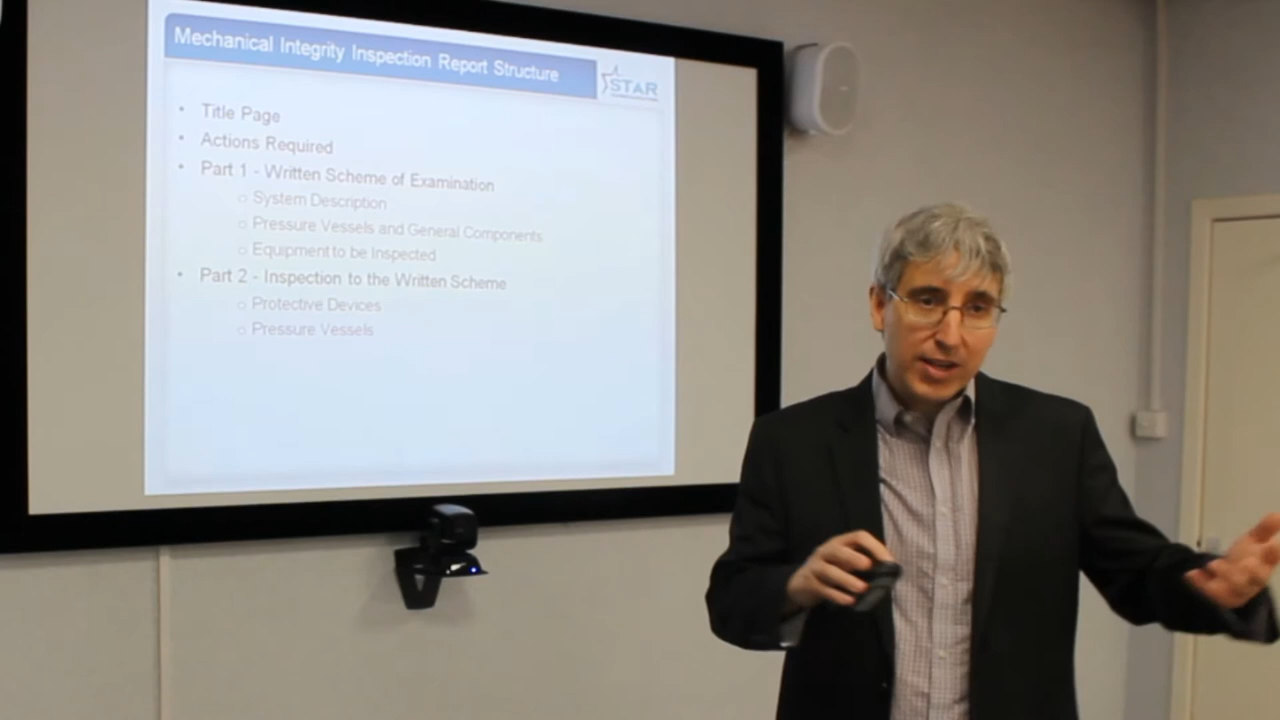 Mechanical Integrity Inspection Report Structure
STAR
• Title Page
• Actions Required
• Part 1 - Written Scheme of Examination
o System Description
o Pressure Vessels and General Components
o Equipment to be Inspected
• Part 2 - Inspection to the Written Scheme
o Protective Devices
o Pressure Vessels